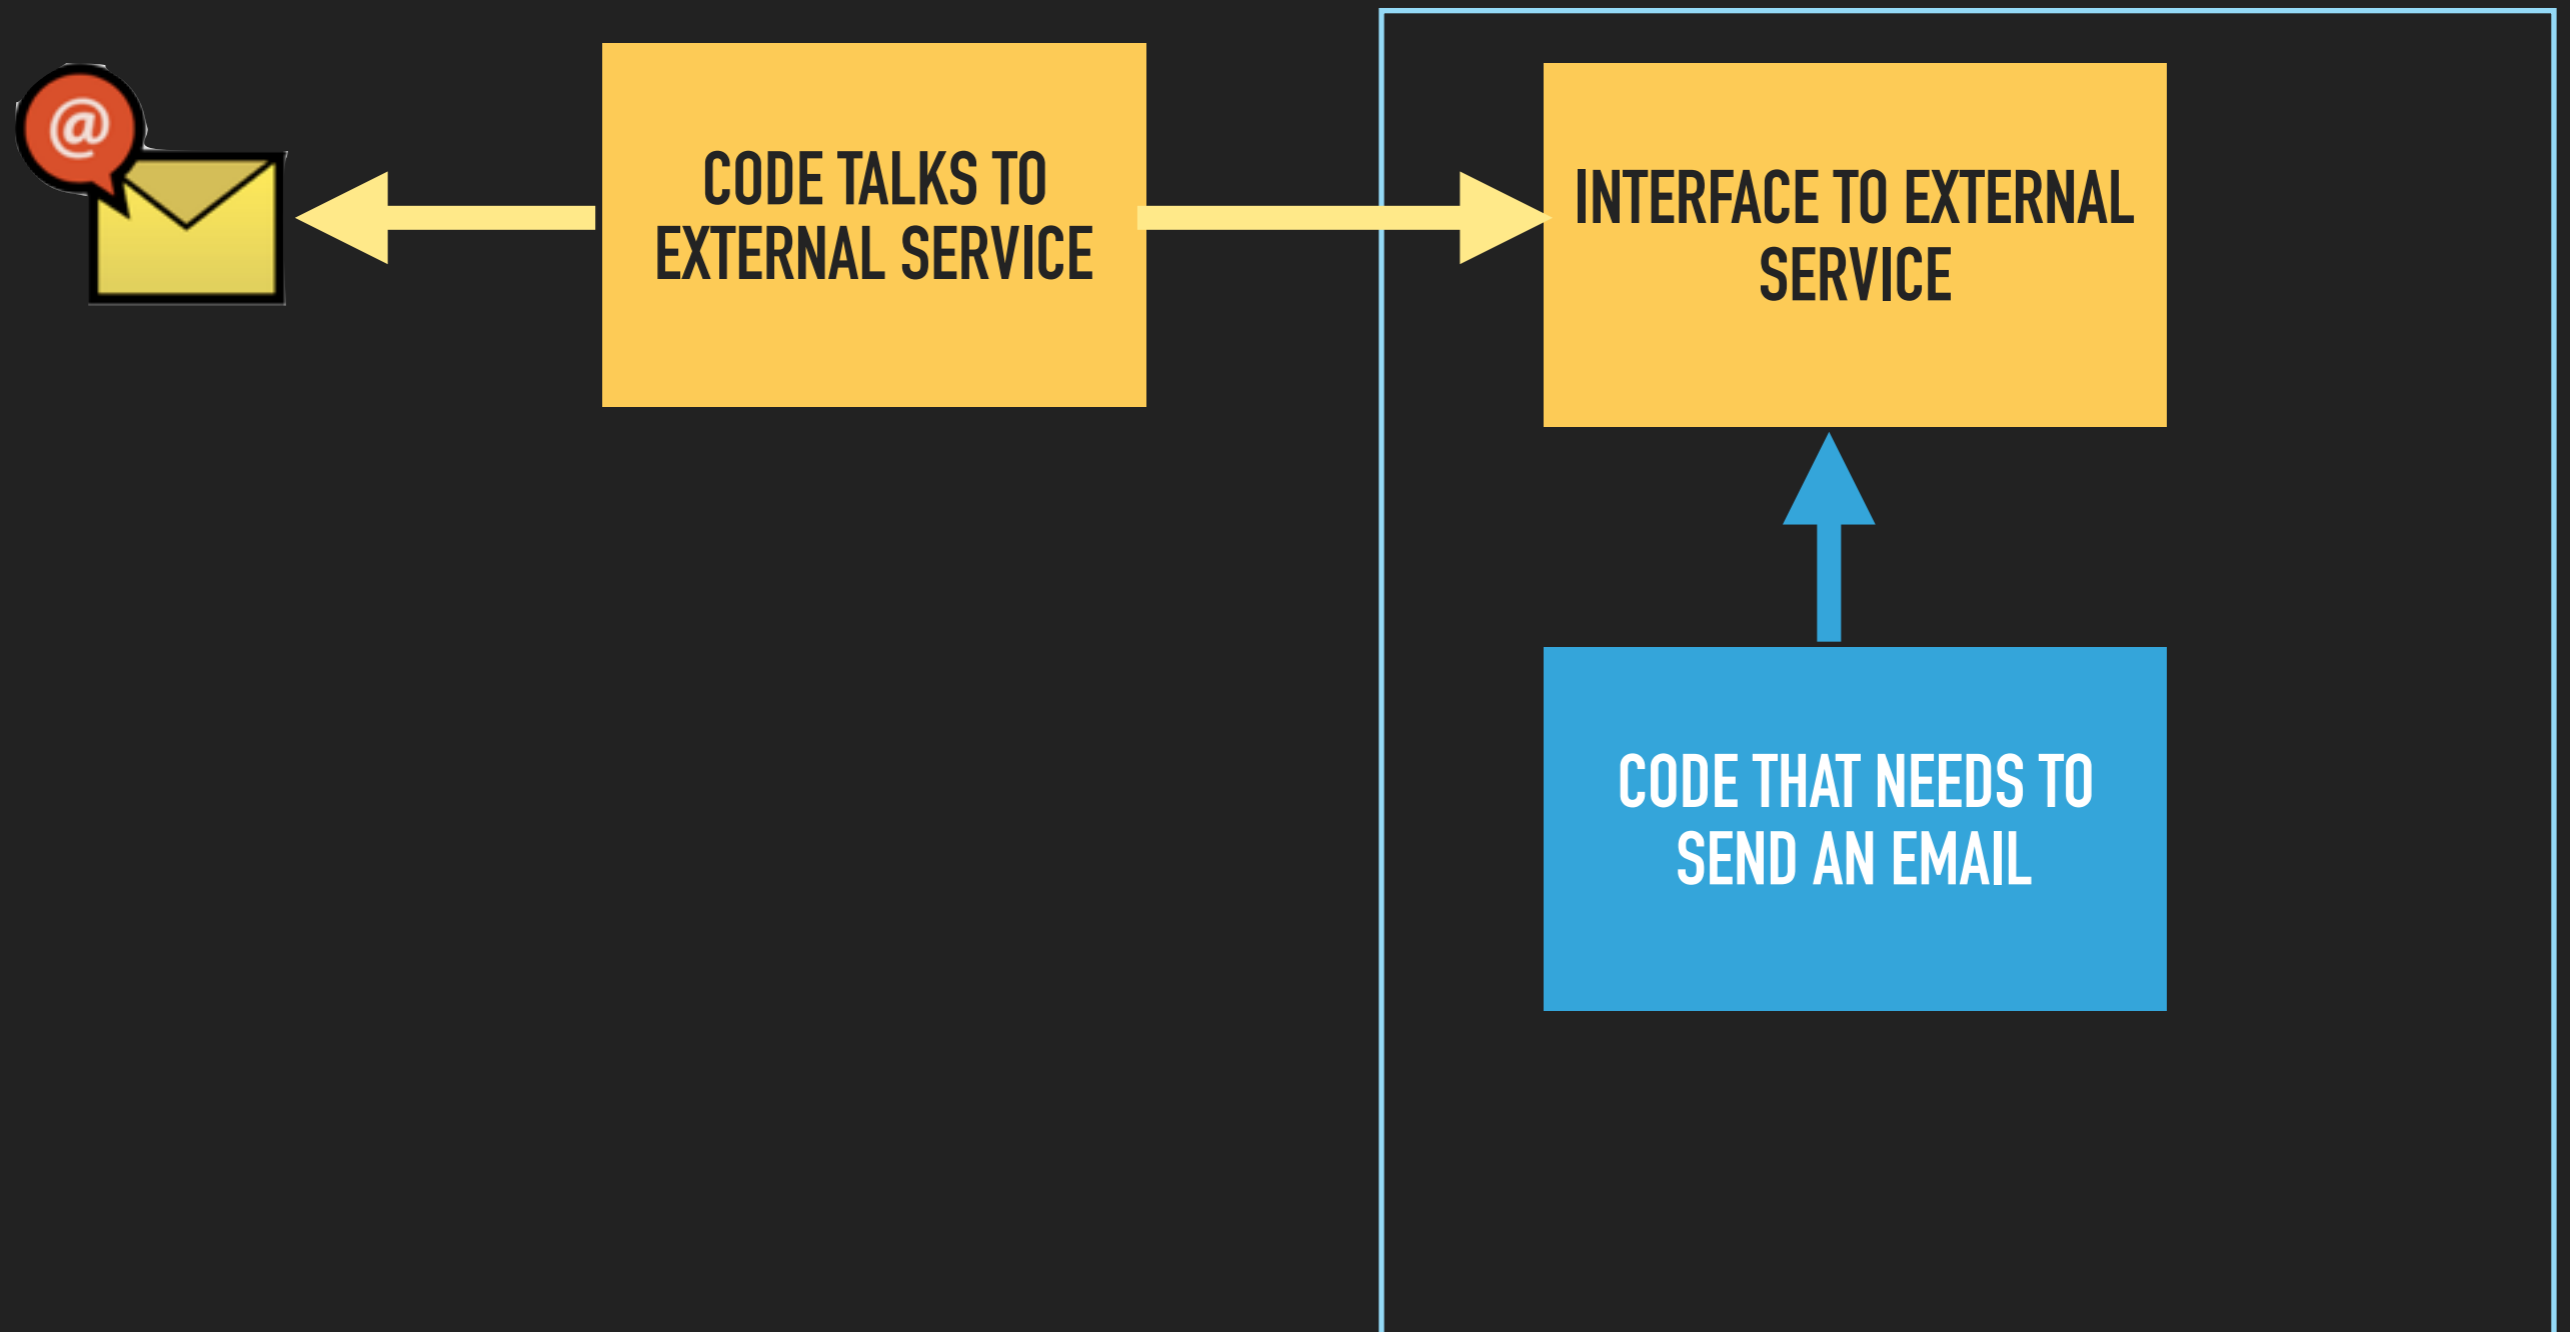 @
CODE TALKS TO
EXTERNAL SERVICE
INTERFACE TO EXTERNAL
SERVICE
CODE THAT NEEDS TO
SEND AN EMAIL